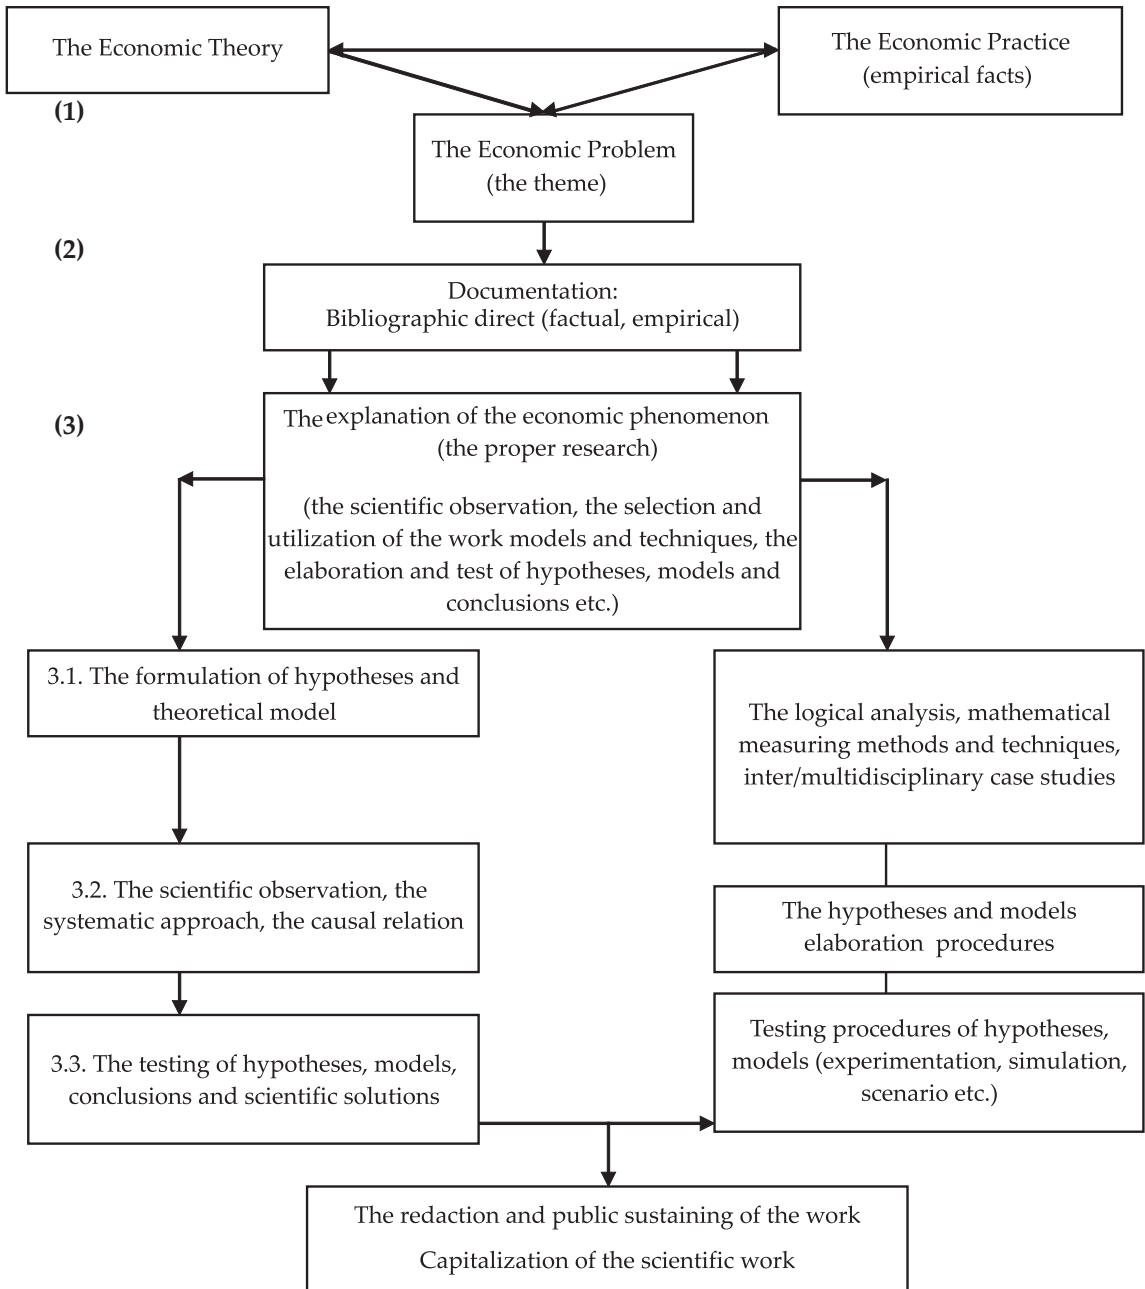 The Economic Theory
The Economic Practice
(empirical facts)
(1)
The Economic Problem
(the theme)
(2)
Documentation:
Bibliographic direct (factual, empirical)
(3)
The explanation of the economic phenomenon
(the proper research)
(the scientific observation, the selection and
utilization of the work models and techniques, the
elaboration and test of hypotheses, models and
conclusions etc.)
3.1. The formulation of hypotheses and
theoretical model
The logical analysis, mathematical
measuring methods and techniques,
inter/multidisciplinary case studies
3.2. The scientific observation, the
systematic approach, the causal relation
The hypotheses and models
elaboration procedures
3.3. The testing of hypotheses, models,
conclusions and scientific solutions
Testing procedures of hypotheses,
models (experimentation, simulation,
scenario etc.)
The redaction and public sustaining of the work
Capitalization of the scientific work